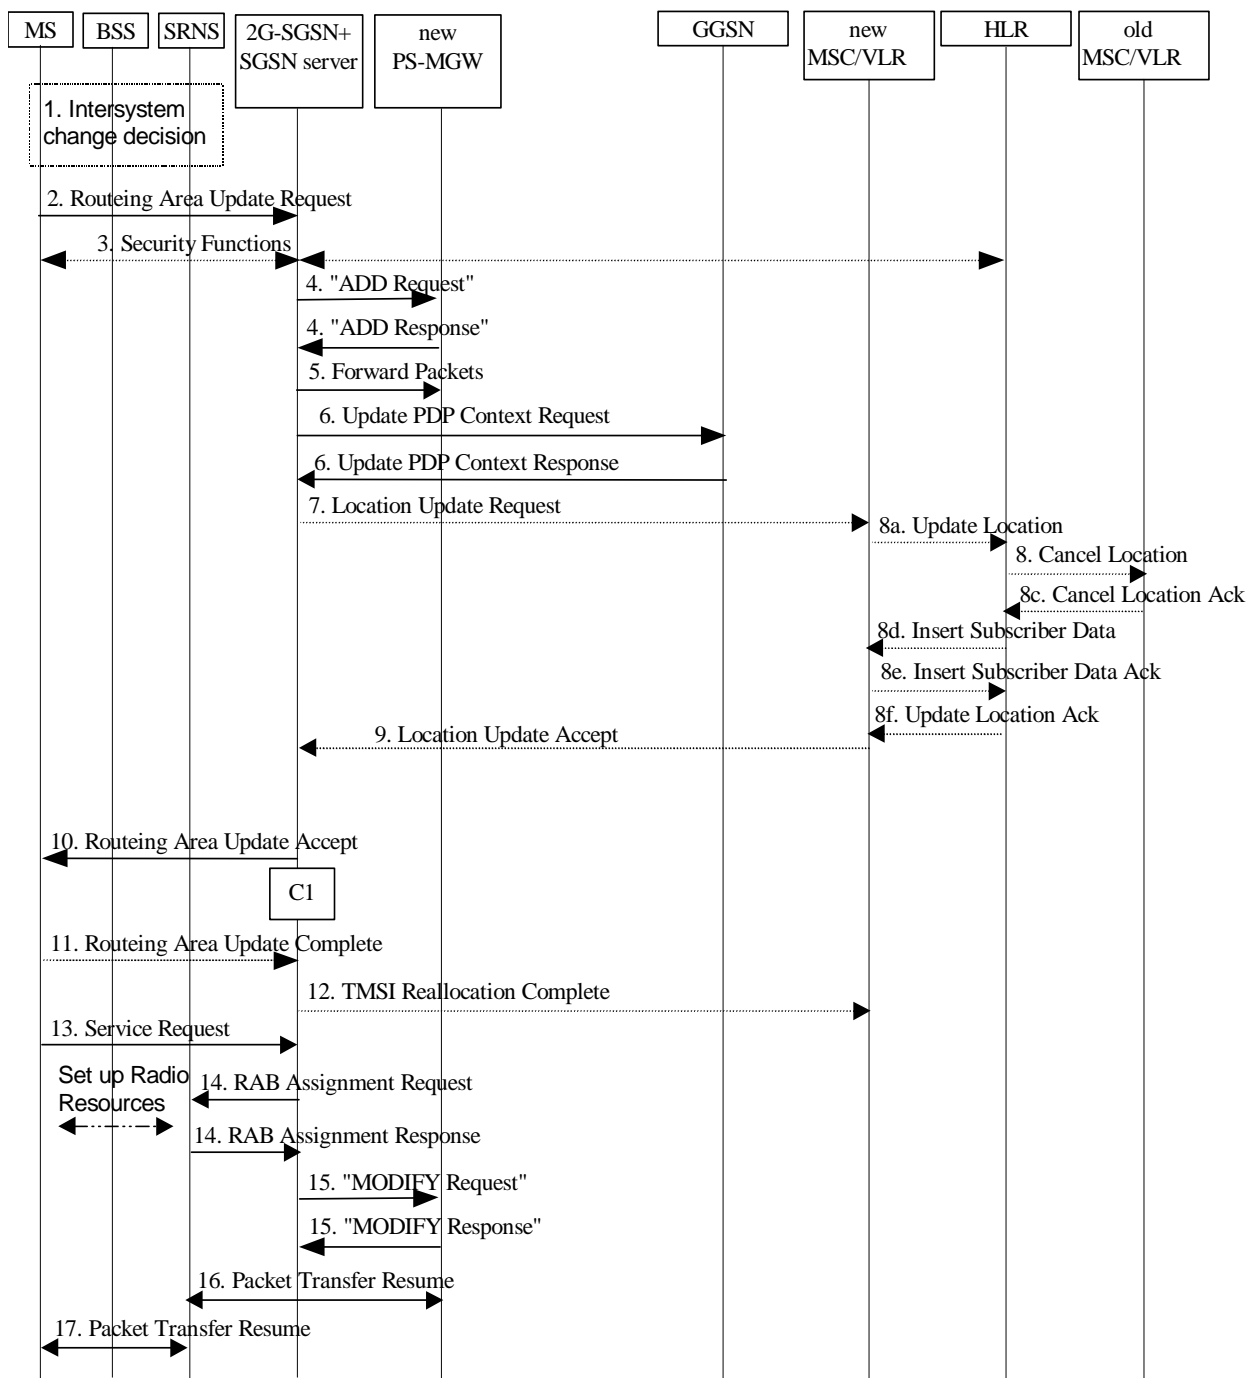 MS
BSS
SRNS
2G-SGSN+
SGSN server
new
PS-MGW
GGSN
new
MSC/VLR
HLR
old
MSC/VLR
1. Intersystem
change decision
2. Routeing Area Update Request
3. Security Functions
4. "ADD Request"
4. "ADD Response"
5. Forward Packets
6. Update PDP Context Request
6. Update PDP Context Response
7. Location Update Request
8a. Update Location
8. Cancel Location
8c. Cancel Location Ack
8d. Insert Subscriber Data
8e. Insert Subscriber Data Ack
8f. Update Location Ack
9. Location Update Accept
10. Routeing Area Update Accept
C1
11. Routeing Area Update Complete
12. TMSI Reallocation Complete
13. Service Request
Set up Radio
Resources
14. RAB Assignment Request
14. RAB Assignment Response
15. "MODIFY Request"
15. "MODIFY Response"
16. Packet Transfer Resume
17. Packet Transfer Resume